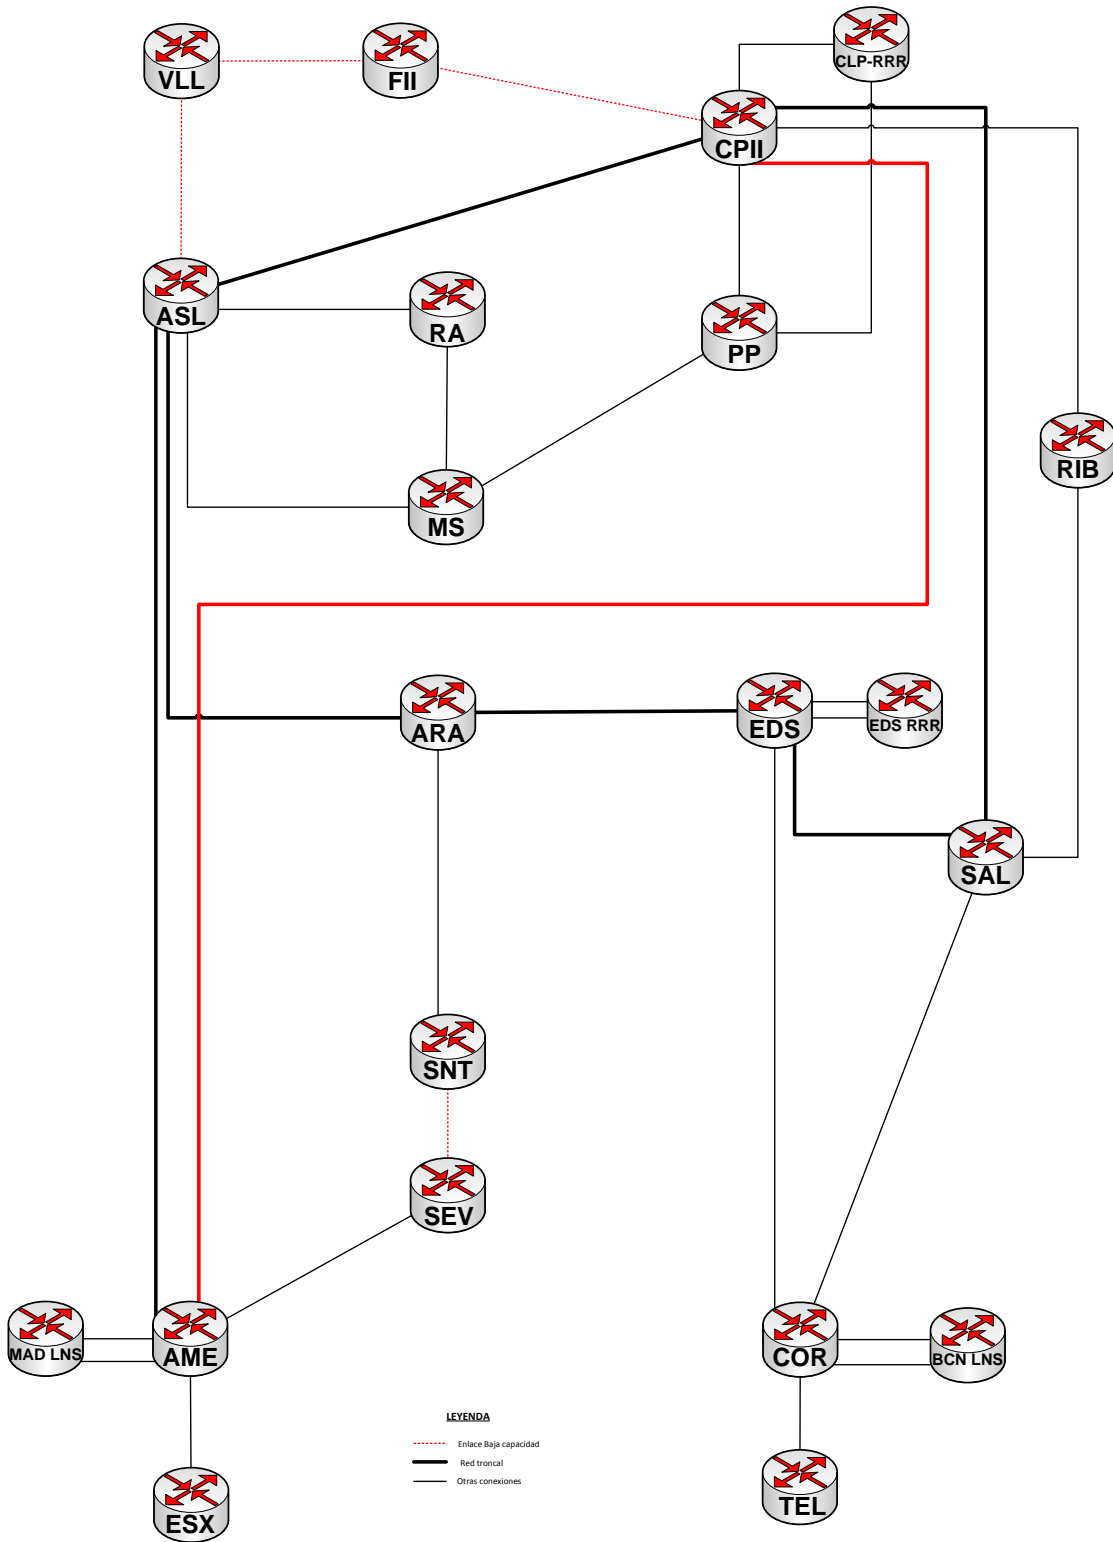 CLP-RRR
VLL
FII
CPII
ASL
RA
PP
RIB
MS
ARA
EDS
EDS RRR
SAL
SNT
SEV
MAD LNS
AME
COR
BCN LNS
LEYENDA
Enlace Baja capacidad
Red troncal
Otras conexiones
ESX
TEL